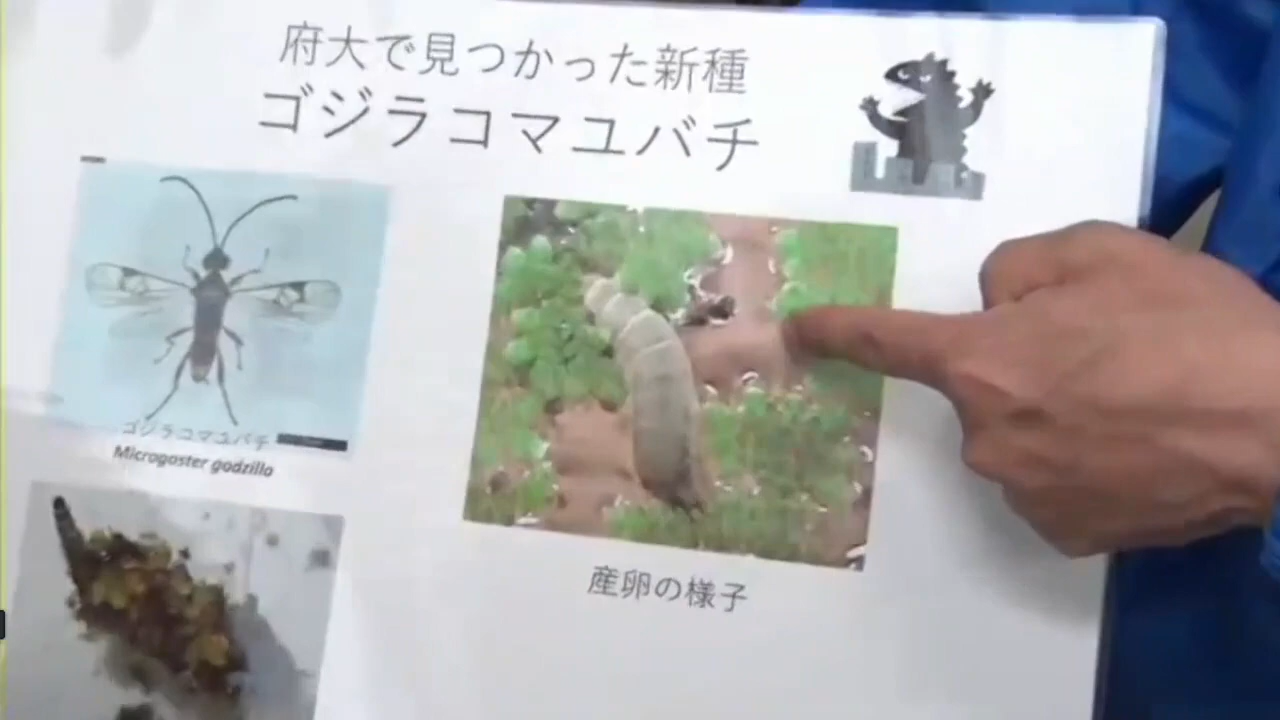 府大で見つかった新種
ゴジラコマユバチ
ゴジラコマユバチ
Microgaster godzilla
産卵の様子